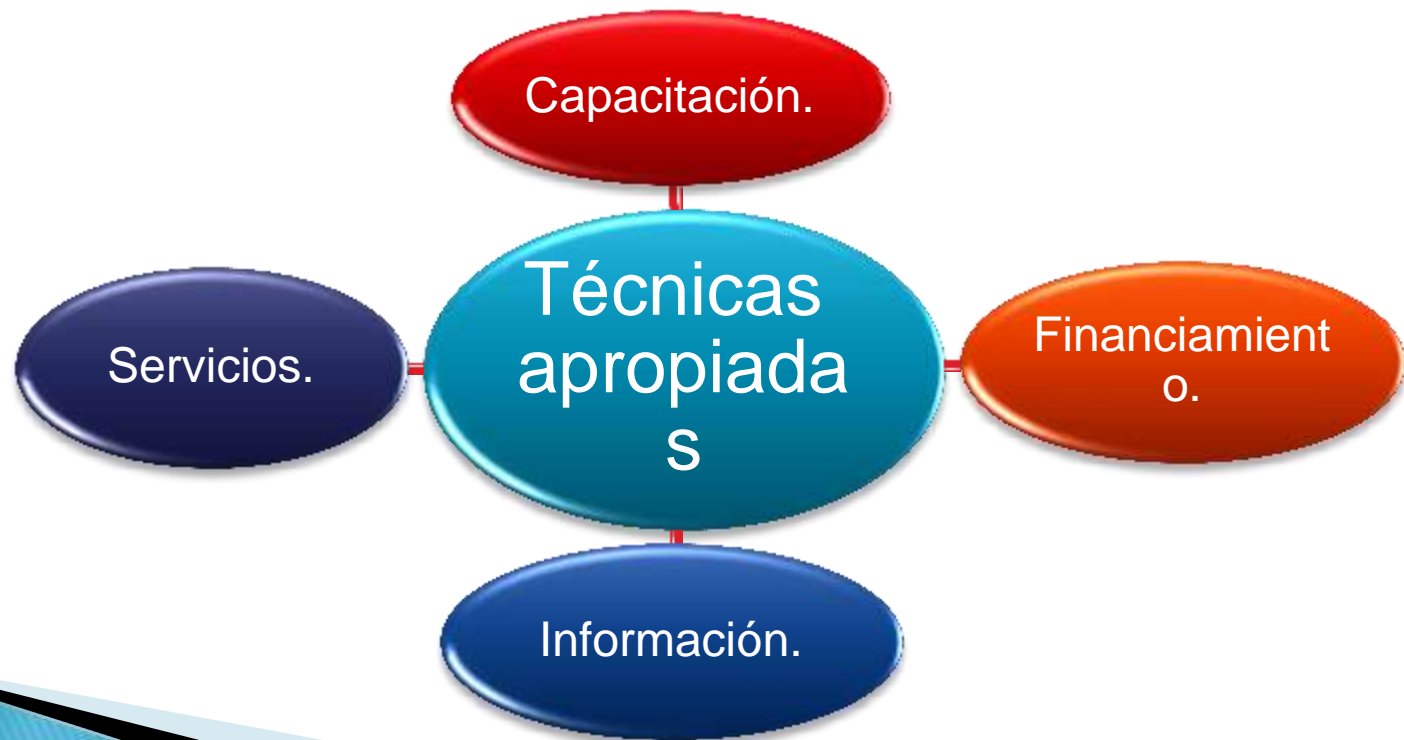 Capacitación.
Técnicas
apropiada
s
Servicios.
Financiamient
o.
Información.